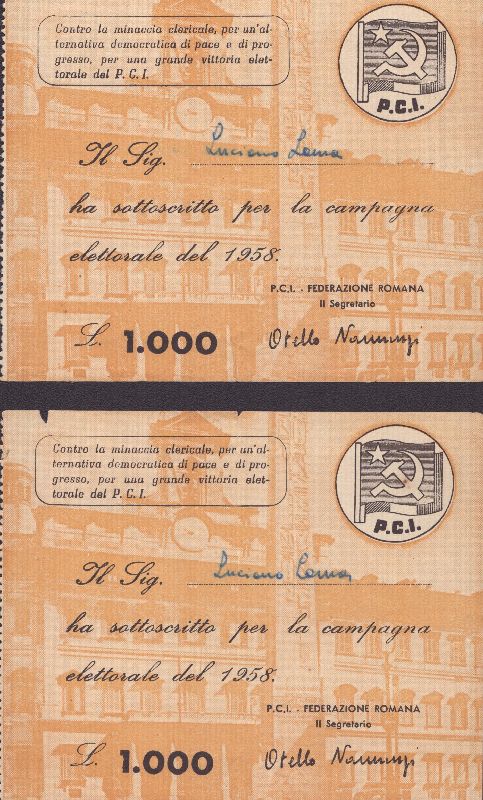 Contro la minaccia clericale, per un'al-
ternativa democratica di pace e di pro-
gresso, per una grande vittoria elet-
torale del P.C.I.
P.C.I.
Il Sig. Luciano Lama
ha sottoscritto per la campagna
elettorale del 1958.
P.C.I. - FEDERAZIONE ROMANA
Il Segretario
L. 1.000 Otello Nannuzzi
Contro la minaccia clericale, per un'al-
ternativa democratica di pace e di pro-
gresso, per una grande vittoria elet-
torale del P.C.I.
P.C.I.
Il Sig. Luciano Lama
ha sottoscritto per la campagna
elettorale del 1958.
P.C.I. - FEDERAZIONE ROMANA
Il Segretario
L. 1.000 Otello Nannuzzi